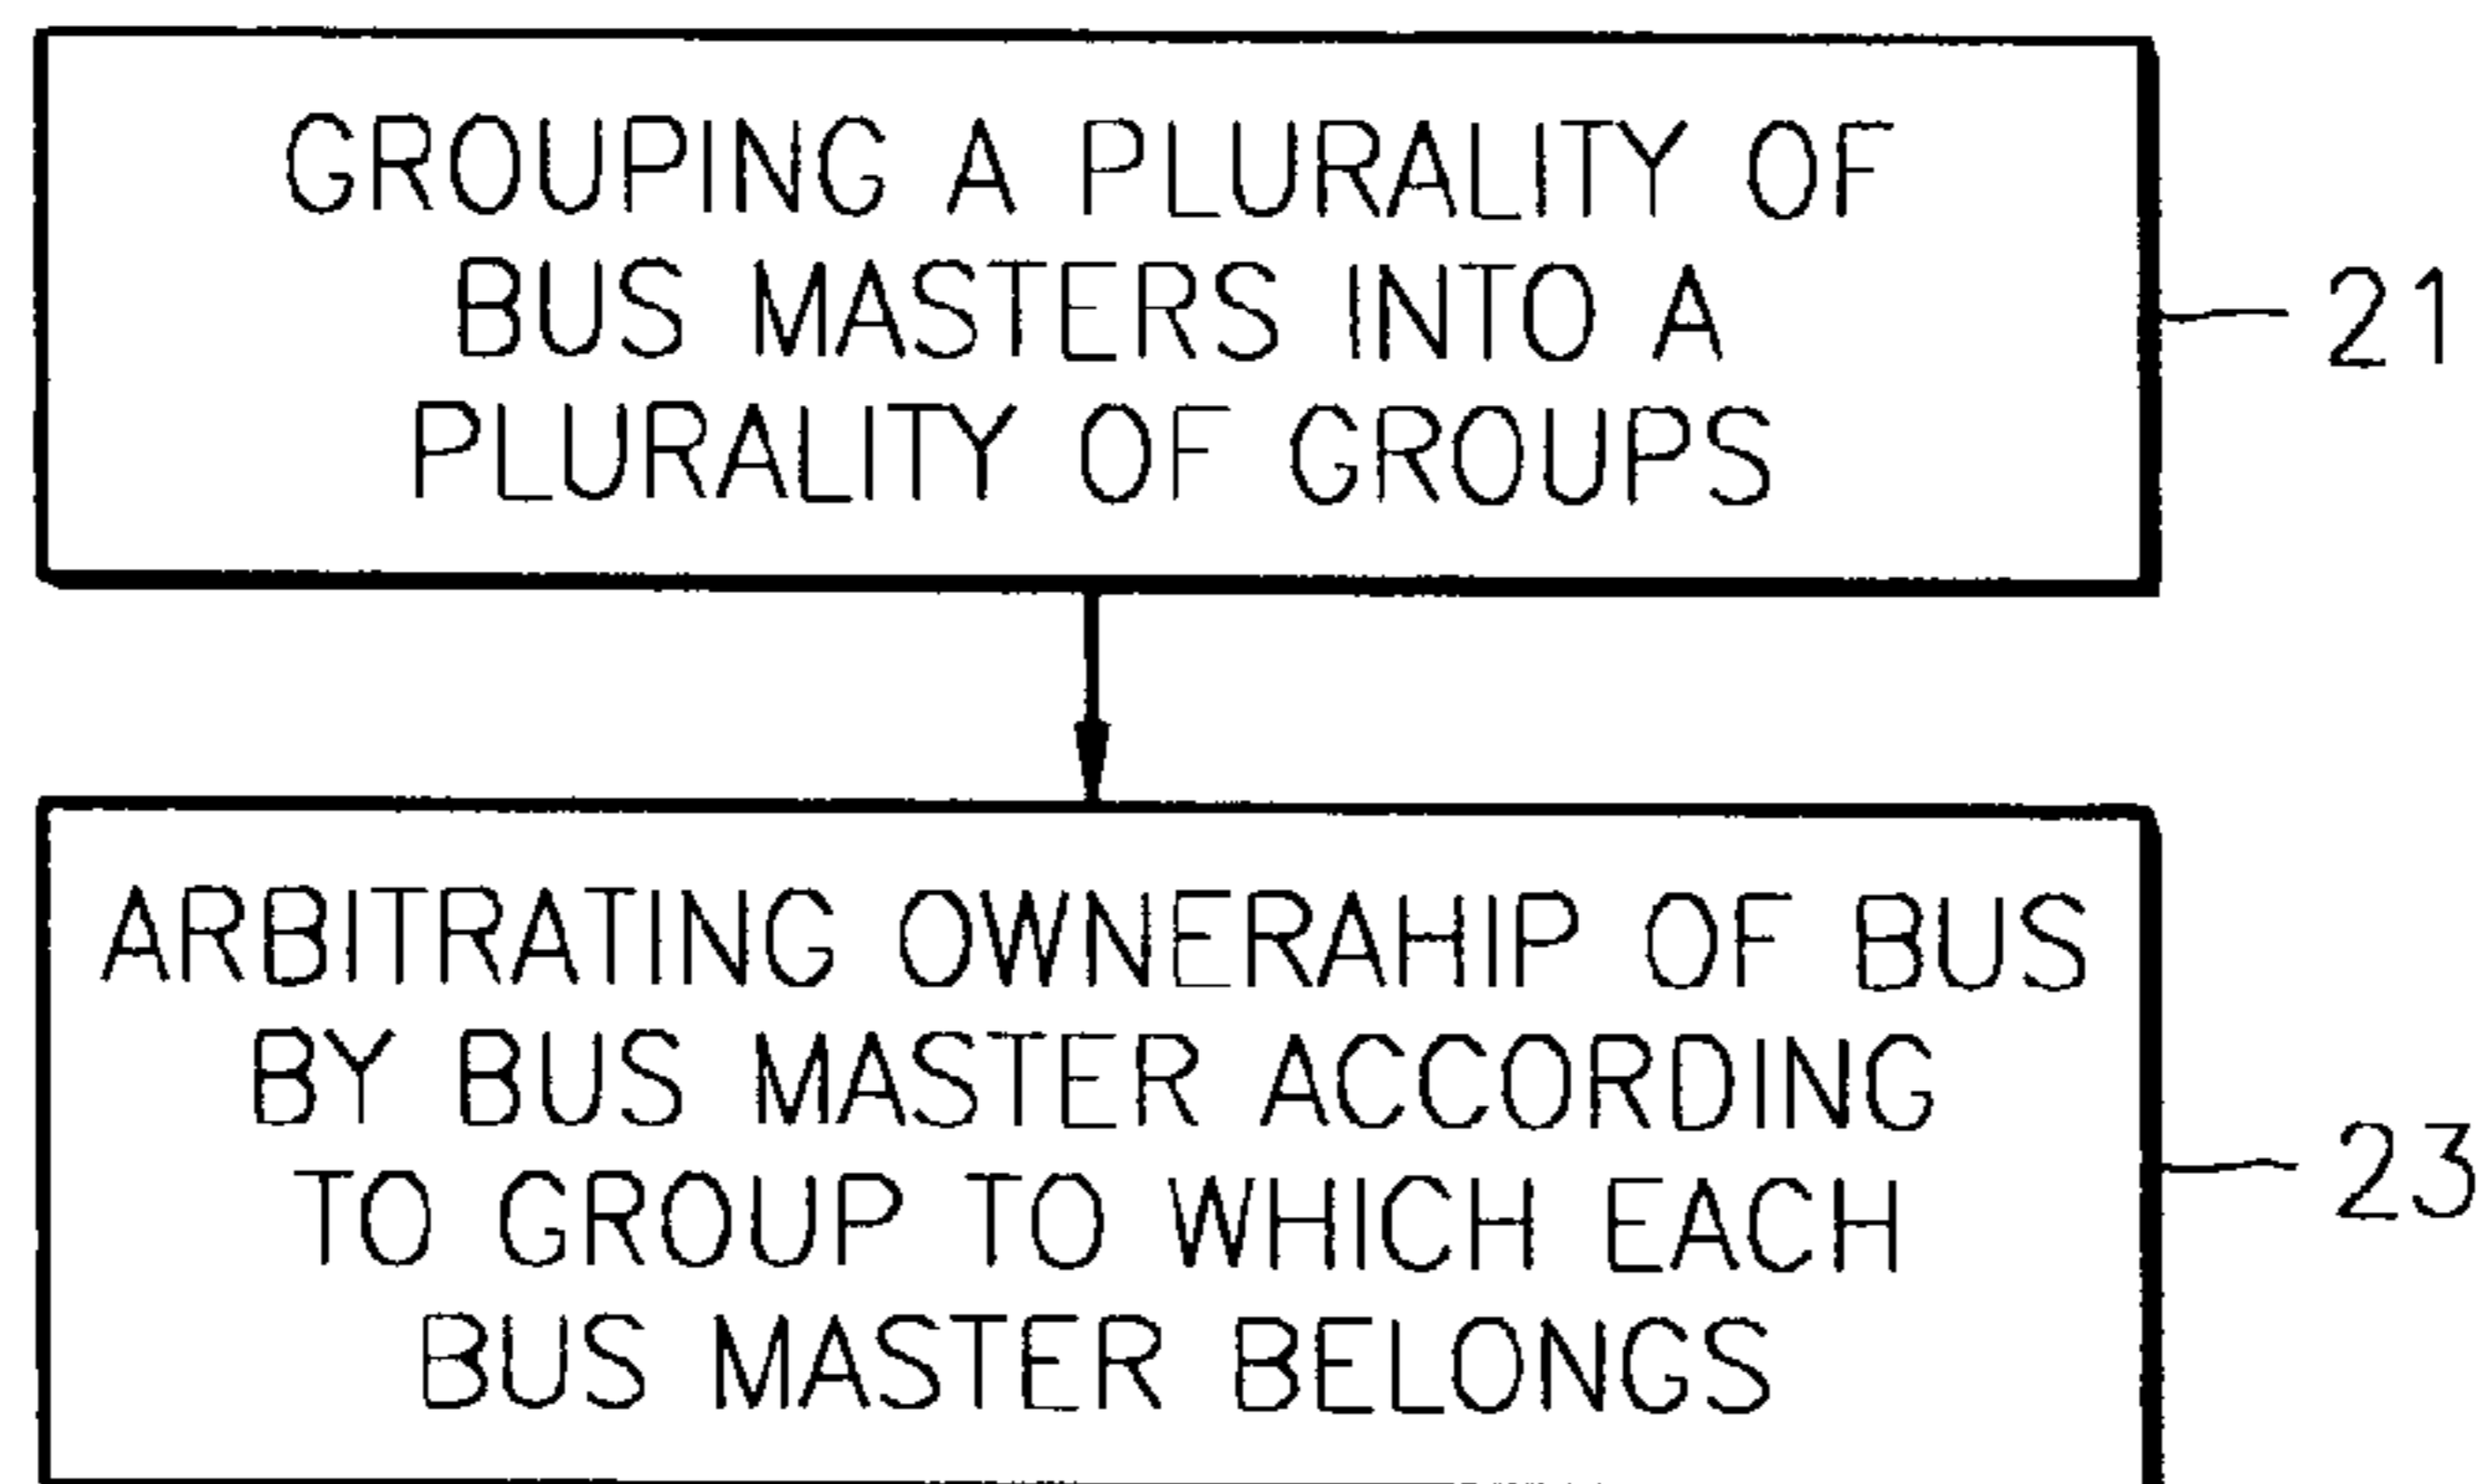 GROUPING A PLURALITY OF
BUS MASTERS INTO A
PLURALITY OF GROUPS
21
ARBITRATING OWNERAHIP OF BUS
BY BUS MASTER ACCORDING
TO GROUP TO WHICH EACH
BUS MASTER BELONGS
23